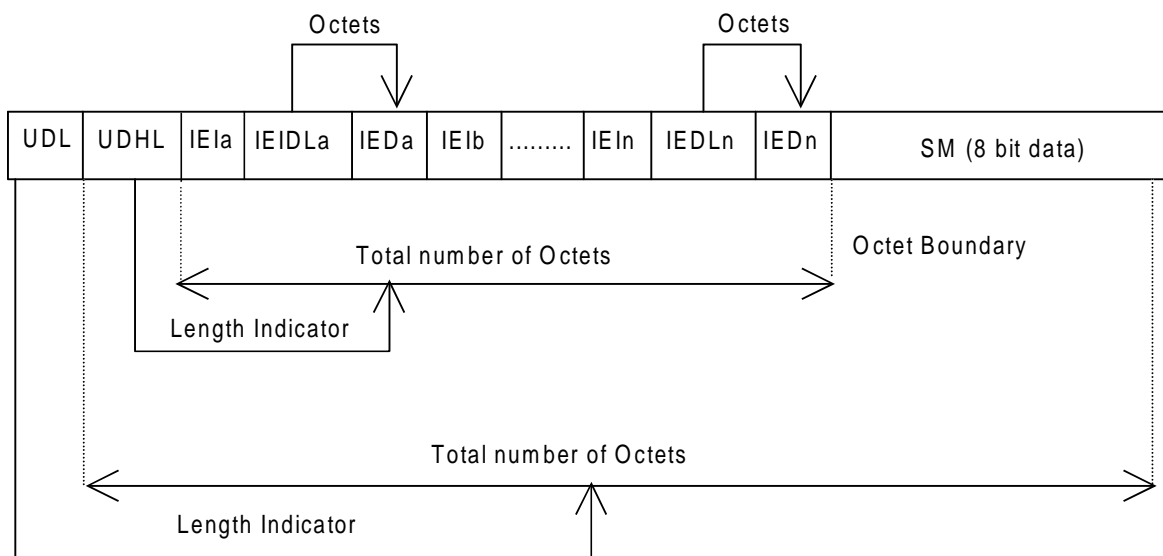 Octets
Octets
UDL UDHL IEIa IEIDLa IEDa IEIb ......... IEIn IEDLn IEDn SM (8 bit data)
Octet Boundary
Total number of Octets
Length Indicator
Total number of Octets
Length Indicator